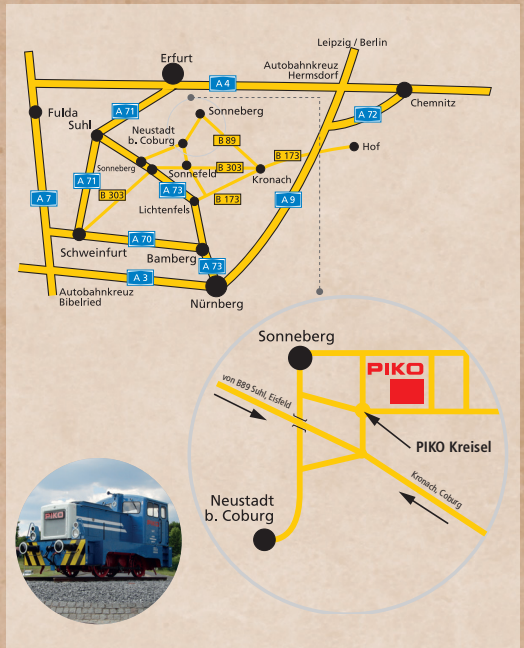 Leipzig / Berlin
Erfurt
Autobahnkreuz
Hermsdorf
A 4
Chemnitz
A 71
Fulda
Suhl
Sonneberg
A 72
Neustadt
b. Coburg
B 89
Hof
B 173
Sonneberg
Sonnefeld
B 303
Kronach
A 71
B 303
A 73
A 7
Lichtenfels
B 173
A 9
A 70
Schweinfurt
Bamberg
A 73
A 3
Autobahnkreuz
Bibelried
Nürnberg
Sonneberg
PIKO
von B89 Suhl, Eisfeld
PIKO Kreisel
Kronach, Coburg
Neustadt
b. Coburg
PIKO